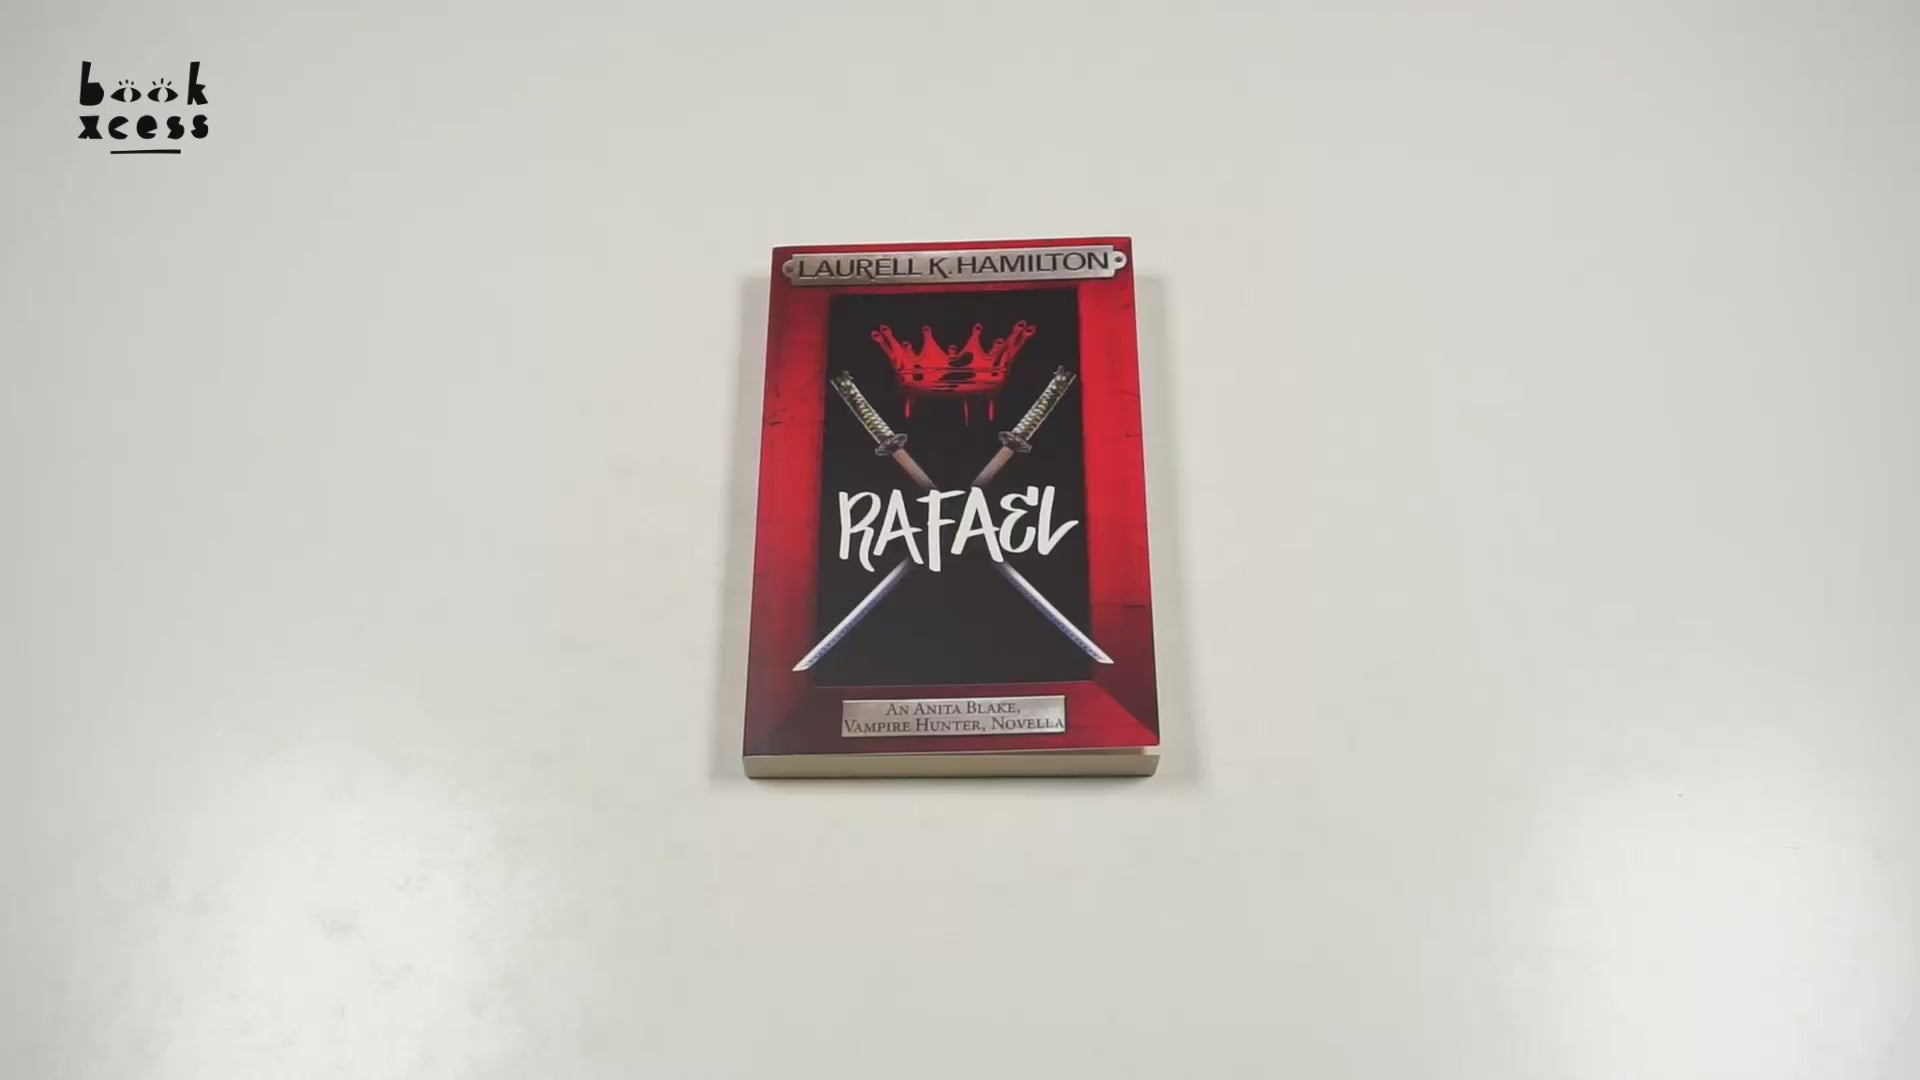 book
xcess
LAURELL K. HAMILTON
RAFAEL
AN ANITA BLAKE,
VAMPIRE HUNTER, NOVELLA